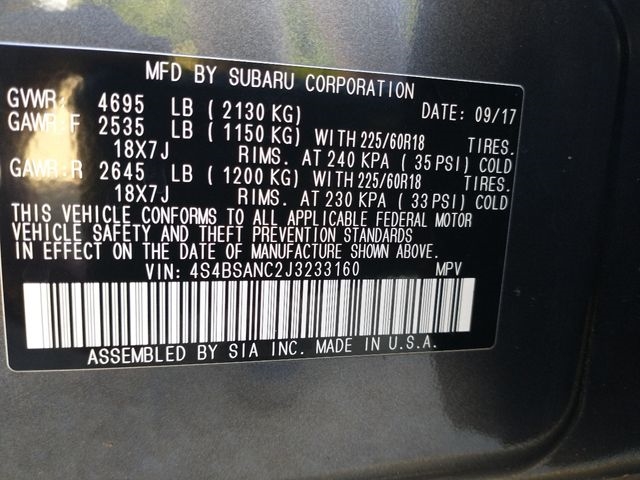 MFD BY SUBARU CORPORATION
GVWR: 4695 LB ( 2130 KG) DATE: 09/17
GAWR:F 2535 LB ( 1150 KG) WITH 225/60R18 TIRES.
18X7J RIMS. AT 240 KPA ( 35 PSI) COLD
GAWR:R 2645 LB ( 1200 KG) WITH 225/60R18 TIRES.
18X7J RIMS. AT 230 KPA ( 33 PSI) COLD
THIS VEHICLE CONFORMS TO ALL APPLICABLE FEDERAL MOTOR
VEHICLE SAFETY AND THEFT PREVENTION STANDARDS
IN EFFECT ON THE DATE OF MANUFACTURE SHOWN ABOVE.
VIN: 4S4BSANC2J3233160 MPV
ASSEMBLED BY SIA INC. MADE IN U.S.A.